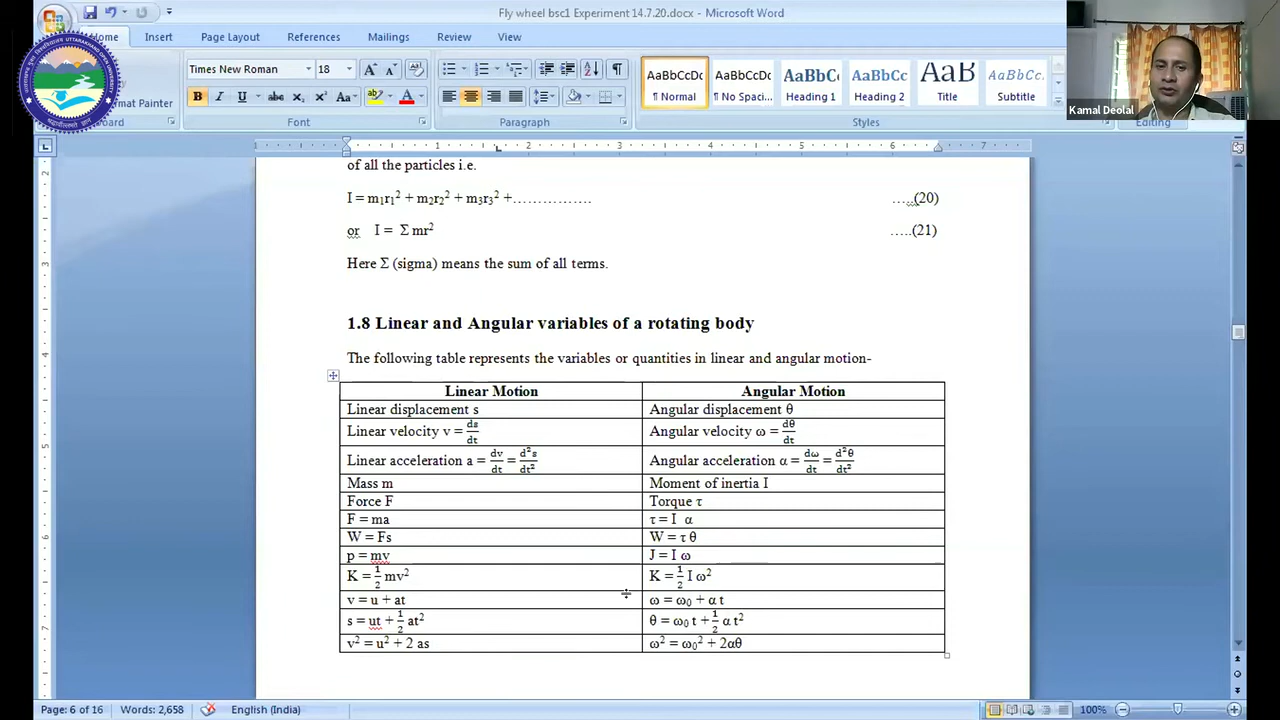 Fly wheel bsc1 Experiment 14.7.20.docx - Microsoft Word
Home Insert Page Layout References Mailings Review View
Times New Roman 18
B I U abc X₂ X² Aa
AaBbCcDc AaBbCcDc AaBbC AaBbCc AaB AaBbCcI
¶ Normal ¶ No Spaci... Heading 1 Heading 2 Title Subtitle
Format Painter
Font Paragraph Styles Editing
Kamal Deolal
of all the particles i.e.
I = m₁r₁² + m₂r₂² + m₃r₃² +…………….
…..(20)
or I = Σ mr²
…..(21)
Here Σ (sigma) means the sum of all terms.
1.8 Linear and Angular variables of a rotating body
The following table represents the variables or quantities in linear and angular motion-
Linear Motion Angular Motion
Linear displacement s Angular displacement θ
Linear velocity v = ds/dt Angular velocity ω = dθ/dt
Linear acceleration a = dv/dt = d²s/dt² Angular acceleration α = dω/dt = d²θ/dt²
Mass m Moment of inertia I
Force F Torque τ
F = ma τ = I α
W = Fs W = τ θ
p = mv J = I ω
K = 1/2 mv² K = 1/2 I ω²
v = u + at ω = ω₀ + α t
s = ut + 1/2 at² θ = ω₀ t + 1/2 α t²
v² = u² + 2 as ω² = ω₀² + 2αθ
Page: 6 of 16 Words: 2,658 English (India) 100%